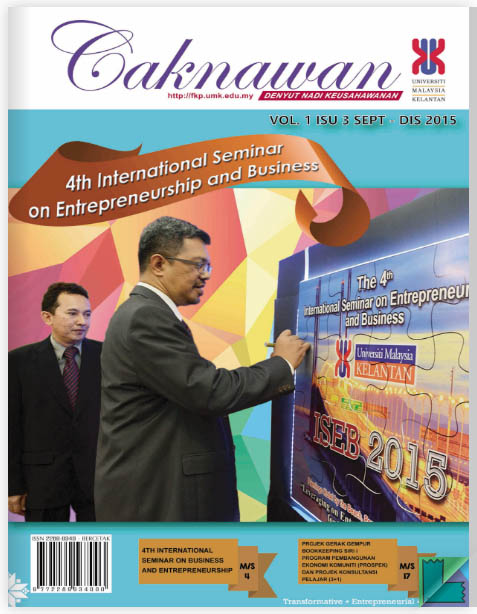 Caknawan
http://fkp.umk.edu.my DENYUT NADI KEUSAHAWANAN
UNIVERSITI
MALAYSIA
KELANTAN
VOL. 1 ISU 3 SEPT - DIS 2015
4th International Seminar
on Entrepreneurship and Business
The 4th
International Seminar on Entrepreneur
and Business
Universiti Malaysia
KELANTAN
ISEB 2015
4TH INTERNATIONAL
SEMINAR ON BUSINESS
AND ENTREPRENEURSHIP
M/S
4
PROJEK GERAK GEMPUR
BOOKKEEPING SIRI I
PROGRAM PEMBANGUNAN
EKONOMI KOMUNITI (PROSPEK)
DAN PROJEK KONSULTANSI
PELAJAR (3+1)
M/S
17
Transformative • Entrepreneurial •